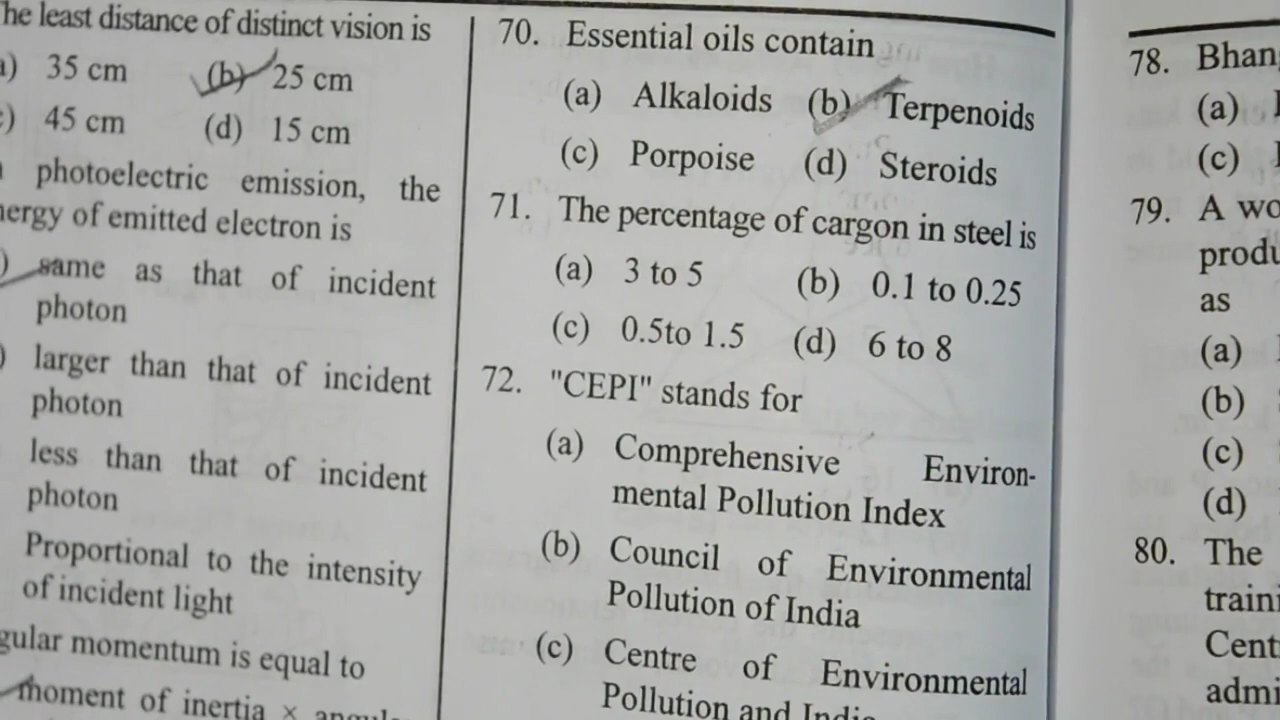 he least distance of distinct vision is
) 35 cm (b) 25 cm
) 45 cm (d) 15 cm
photoelectric emission, the
ergy of emitted electron is
) same as that of incident
photon
) larger than that of incident
photon
less than that of incident
photon
Proportional to the intensity
of incident light
gular momentum is equal to
moment of inertia ×
70. Essential oils contain
(a) Alkaloids (b) Terpenoids
(c) Porpoise (d) Steroids
71. The percentage of cargon in steel is
(a) 3 to 5 (b) 0.1 to 0.25
(c) 0.5to 1.5 (d) 6 to 8
72. "CEPI" stands for
(a) Comprehensive Environ-
mental Pollution Index
(b) Council of Environmental
Pollution of India
(c) Centre of Environmental
Pollution and India
78. Bhan
(a)
(c)
79. A wo
produ
as
(a)
(b)
(c)
(d)
80. The
traini
Cent
admi